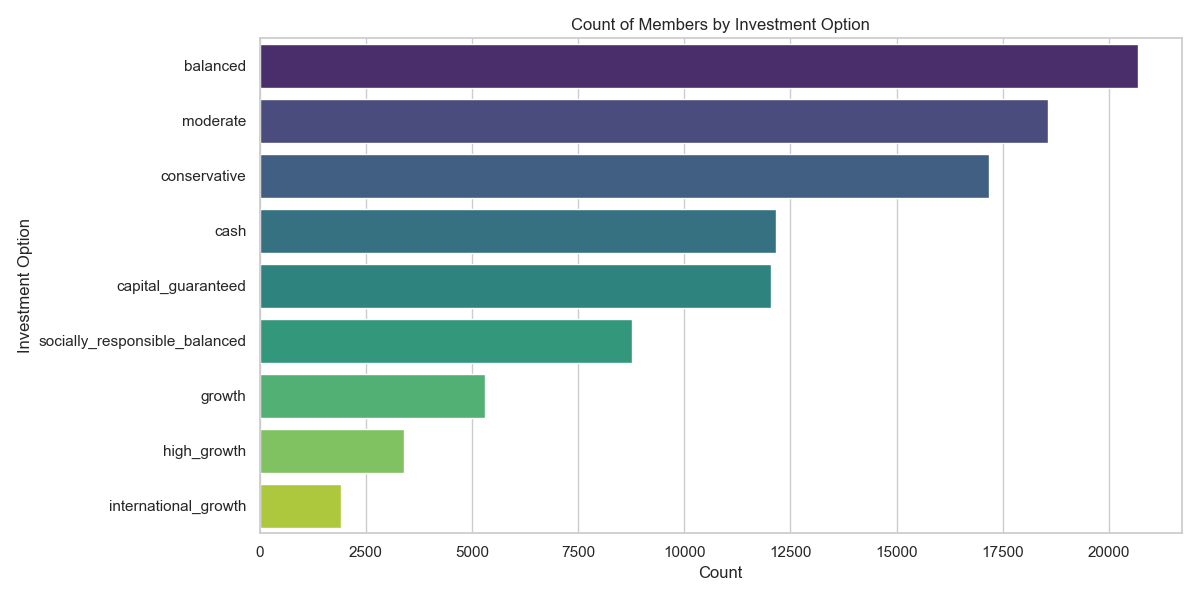 Count of Members by Investment Option
Investment Option
balanced
moderate
conservative
cash
capital_guaranteed
socially_responsible_balanced
growth
high_growth
international_growth
0 2500 5000 7500 10000 12500 15000 17500 20000
Count